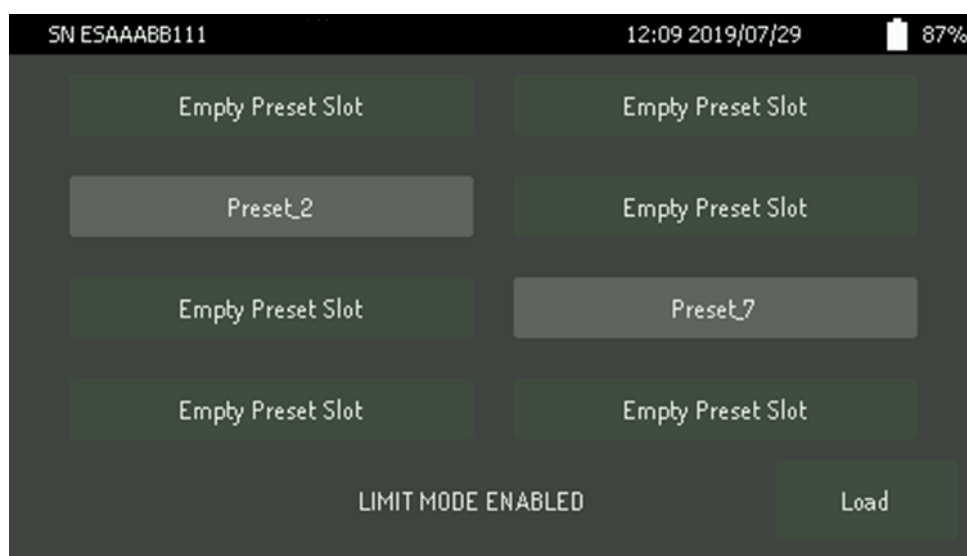 SN ESAAABB111 12:09 2019/07/29 87%
Empty Preset Slot Empty Preset Slot
Preset_2 Empty Preset Slot
Empty Preset Slot Preset_7
Empty Preset Slot Empty Preset Slot
LIMIT MODE ENABLED Load